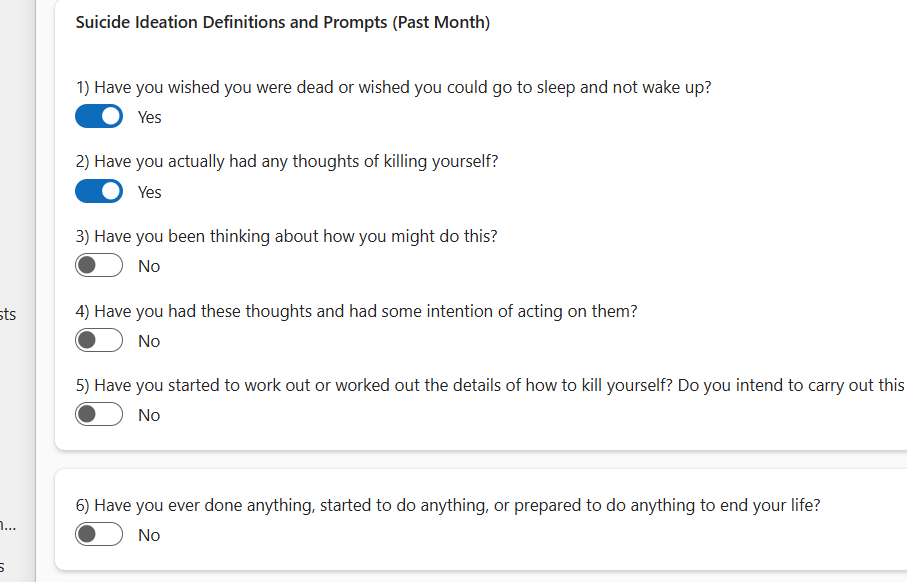 Suicide Ideation Definitions and Prompts (Past Month)
1) Have you wished you were dead or wished you could go to sleep and not wake up?
Yes
2) Have you actually had any thoughts of killing yourself?
Yes
3) Have you been thinking about how you might do this?
No
sts
4) Have you had these thoughts and had some intention of acting on them?
No
5) Have you started to work out or worked out the details of how to kill yourself? Do you intend to carry out this
No
6) Have you ever done anything, started to do anything, or prepared to do anything to end your life?
No
s